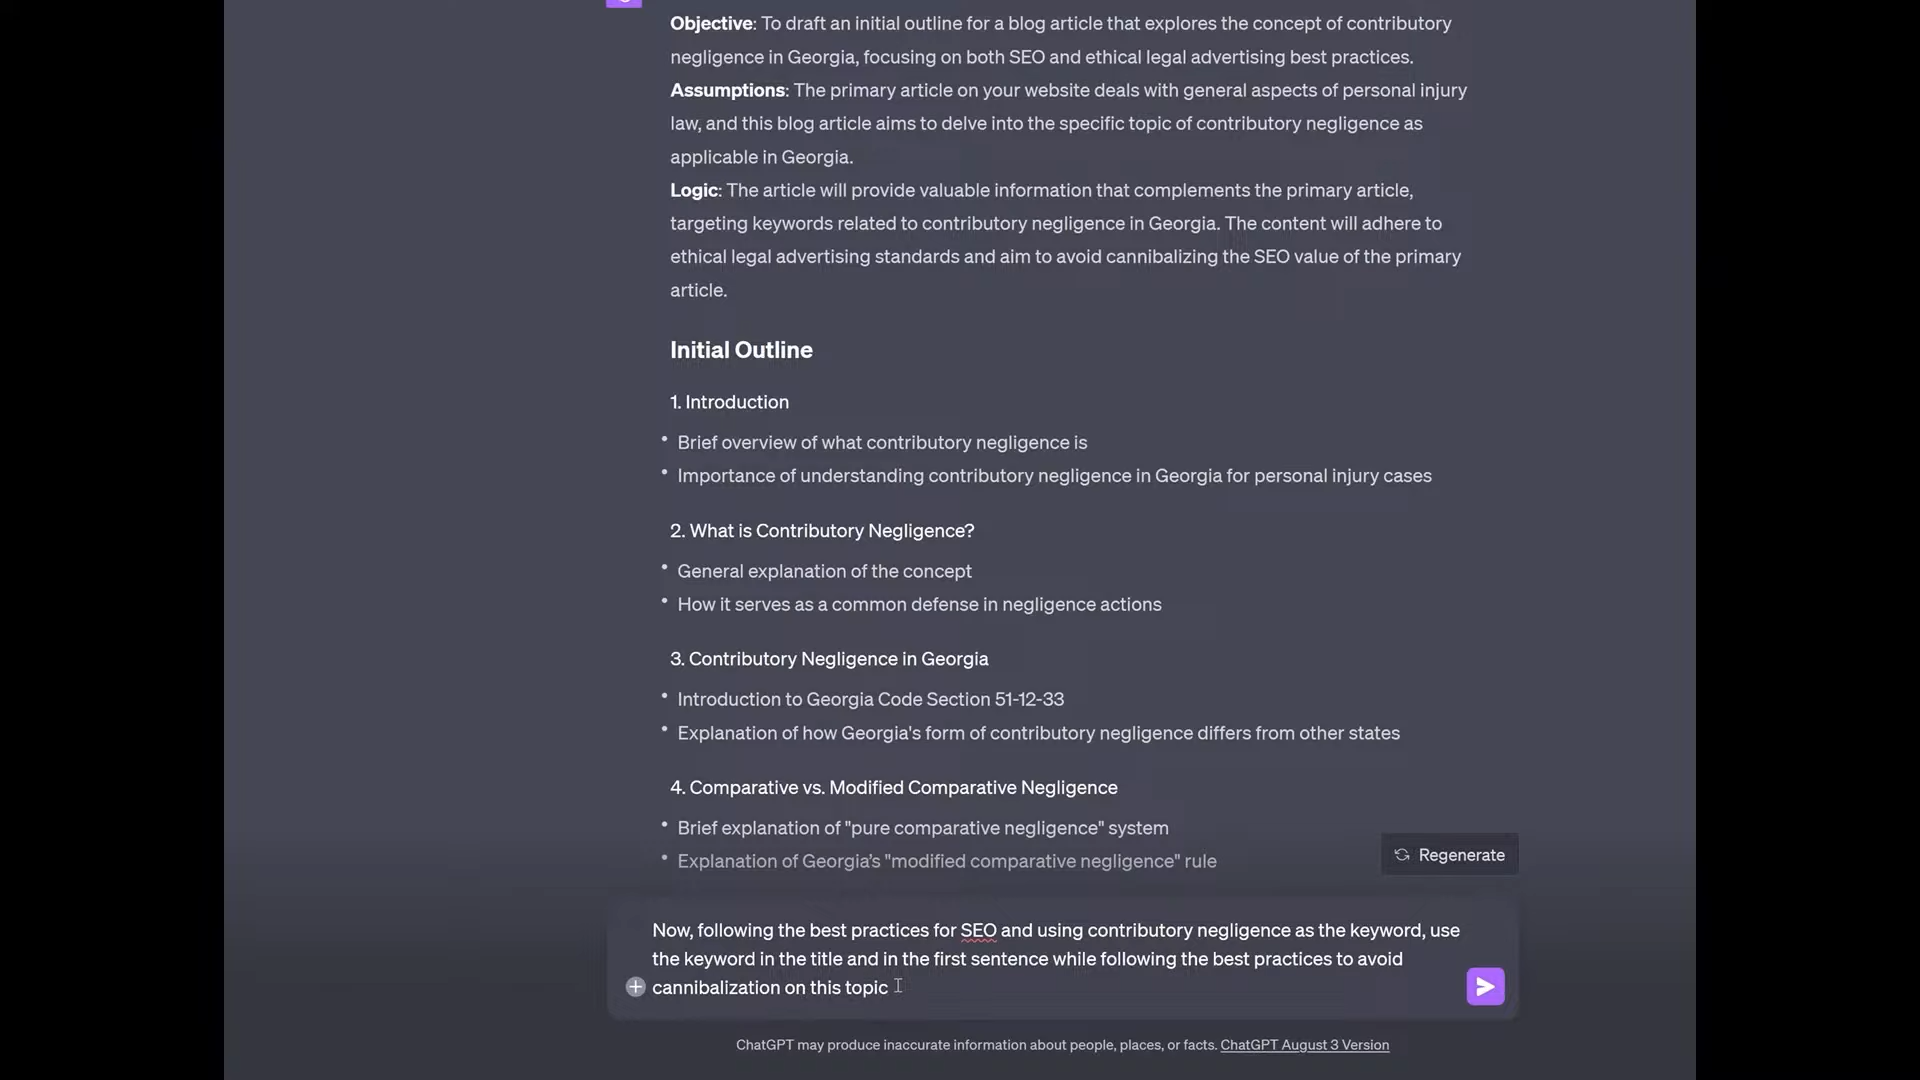 Objective: To draft an initial outline for a blog article that explores the concept of contributory
negligence in Georgia, focusing on both SEO and ethical legal advertising best practices.
Assumptions: The primary article on your website deals with general aspects of personal injury
law, and this blog article aims to delve into the specific topic of contributory negligence as
applicable in Georgia.
Logic: The article will provide valuable information that complements the primary article,
targeting keywords related to contributory negligence in Georgia. The content will adhere to
ethical legal advertising standards and aim to avoid cannibalizing the SEO value of the primary
article.
Initial Outline
1. Introduction
• Brief overview of what contributory negligence is
• Importance of understanding contributory negligence in Georgia for personal injury cases
2. What is Contributory Negligence?
• General explanation of the concept
• How it serves as a common defense in negligence actions
3. Contributory Negligence in Georgia
• Introduction to Georgia Code Section 51-12-33
• Explanation of how Georgia's form of contributory negligence differs from other states
4. Comparative vs. Modified Comparative Negligence
• Brief explanation of "pure comparative negligence" system
• Explanation of Georgia's "modified comparative negligence" rule
Regenerate
Now, following the best practices for SEO and using contributory negligence as the keyword, use
the keyword in the title and in the first sentence while following the best practices to avoid
cannibalization on this topic
ChatGPT may produce inaccurate information about people, places, or facts. ChatGPT August 3 Version